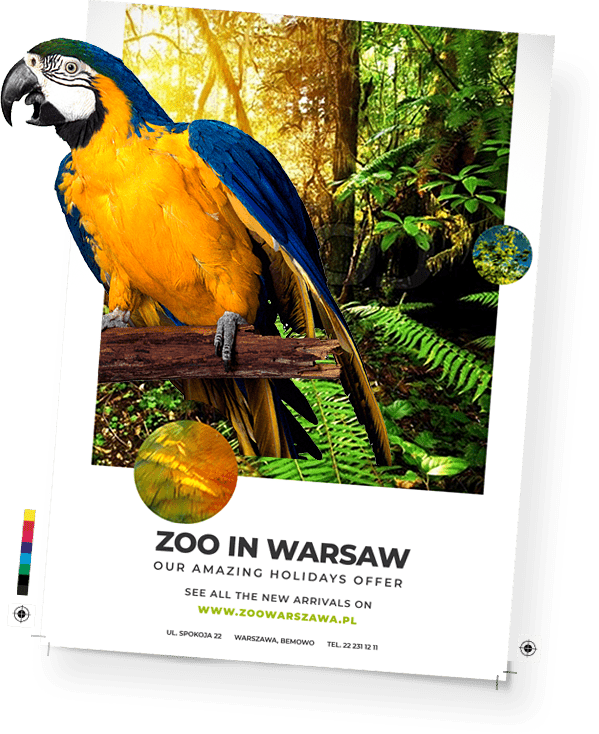 ZOO IN WARSAW
OUR AMAZING HOLIDAYS OFFER
SEE ALL THE NEW ARRIVALS ON
WWW.ZOOWARSZAWA.PL
UL. SPOKOJA 22 WARSZAWA, BEMOWO TEL. 22 231 12 11